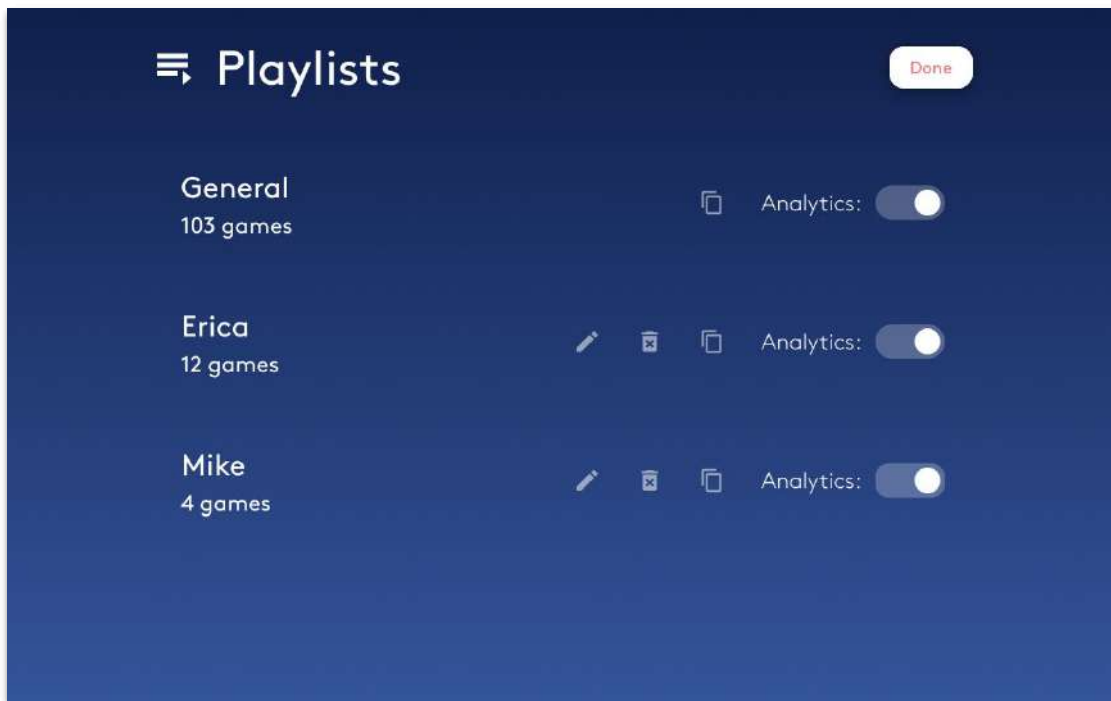 Playlists
Done
General
103 games
Analytics:
Erica
12 games
Analytics:
Mike
4 games
Analytics: